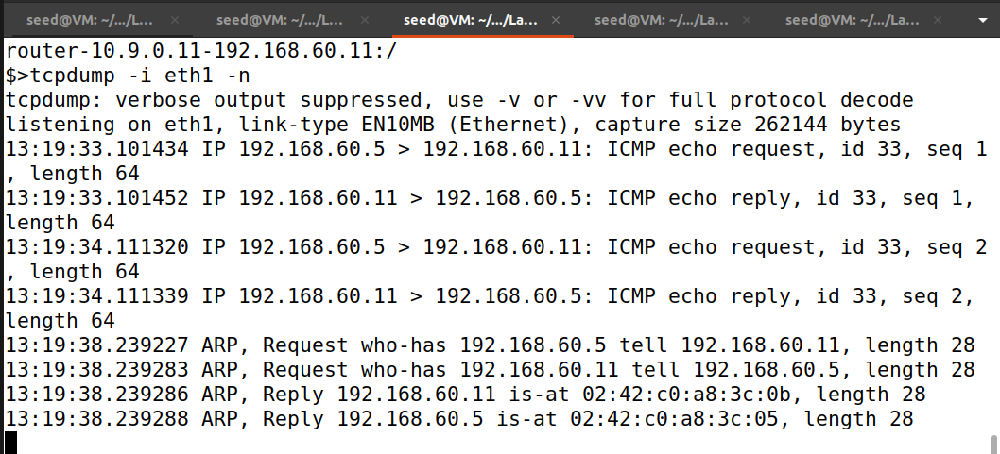 seed@VM: ~/.../L... × seed@VM: ~/.../L... × seed@VM: ~/.../La... × seed@VM: ~/.../La... × seed@VM: ~/.../La... ×
router-10.9.0.11-192.168.60.11:/
$>tcpdump -i eth1 -n
tcpdump: verbose output suppressed, use -v or -vv for full protocol decode
listening on eth1, link-type EN10MB (Ethernet), capture size 262144 bytes
13:19:33.101434 IP 192.168.60.5 > 192.168.60.11: ICMP echo request, id 33, seq 1
, length 64
13:19:33.101452 IP 192.168.60.11 > 192.168.60.5: ICMP echo reply, id 33, seq 1,
length 64
13:19:34.111320 IP 192.168.60.5 > 192.168.60.11: ICMP echo request, id 33, seq 2
, length 64
13:19:34.111339 IP 192.168.60.11 > 192.168.60.5: ICMP echo reply, id 33, seq 2,
length 64
13:19:38.239227 ARP, Request who-has 192.168.60.5 tell 192.168.60.11, length 28
13:19:38.239283 ARP, Request who-has 192.168.60.11 tell 192.168.60.5, length 28
13:19:38.239286 ARP, Reply 192.168.60.11 is-at 02:42:c0:a8:3c:0b, length 28
13:19:38.239288 ARP, Reply 192.168.60.5 is-at 02:42:c0:a8:3c:05, length 28